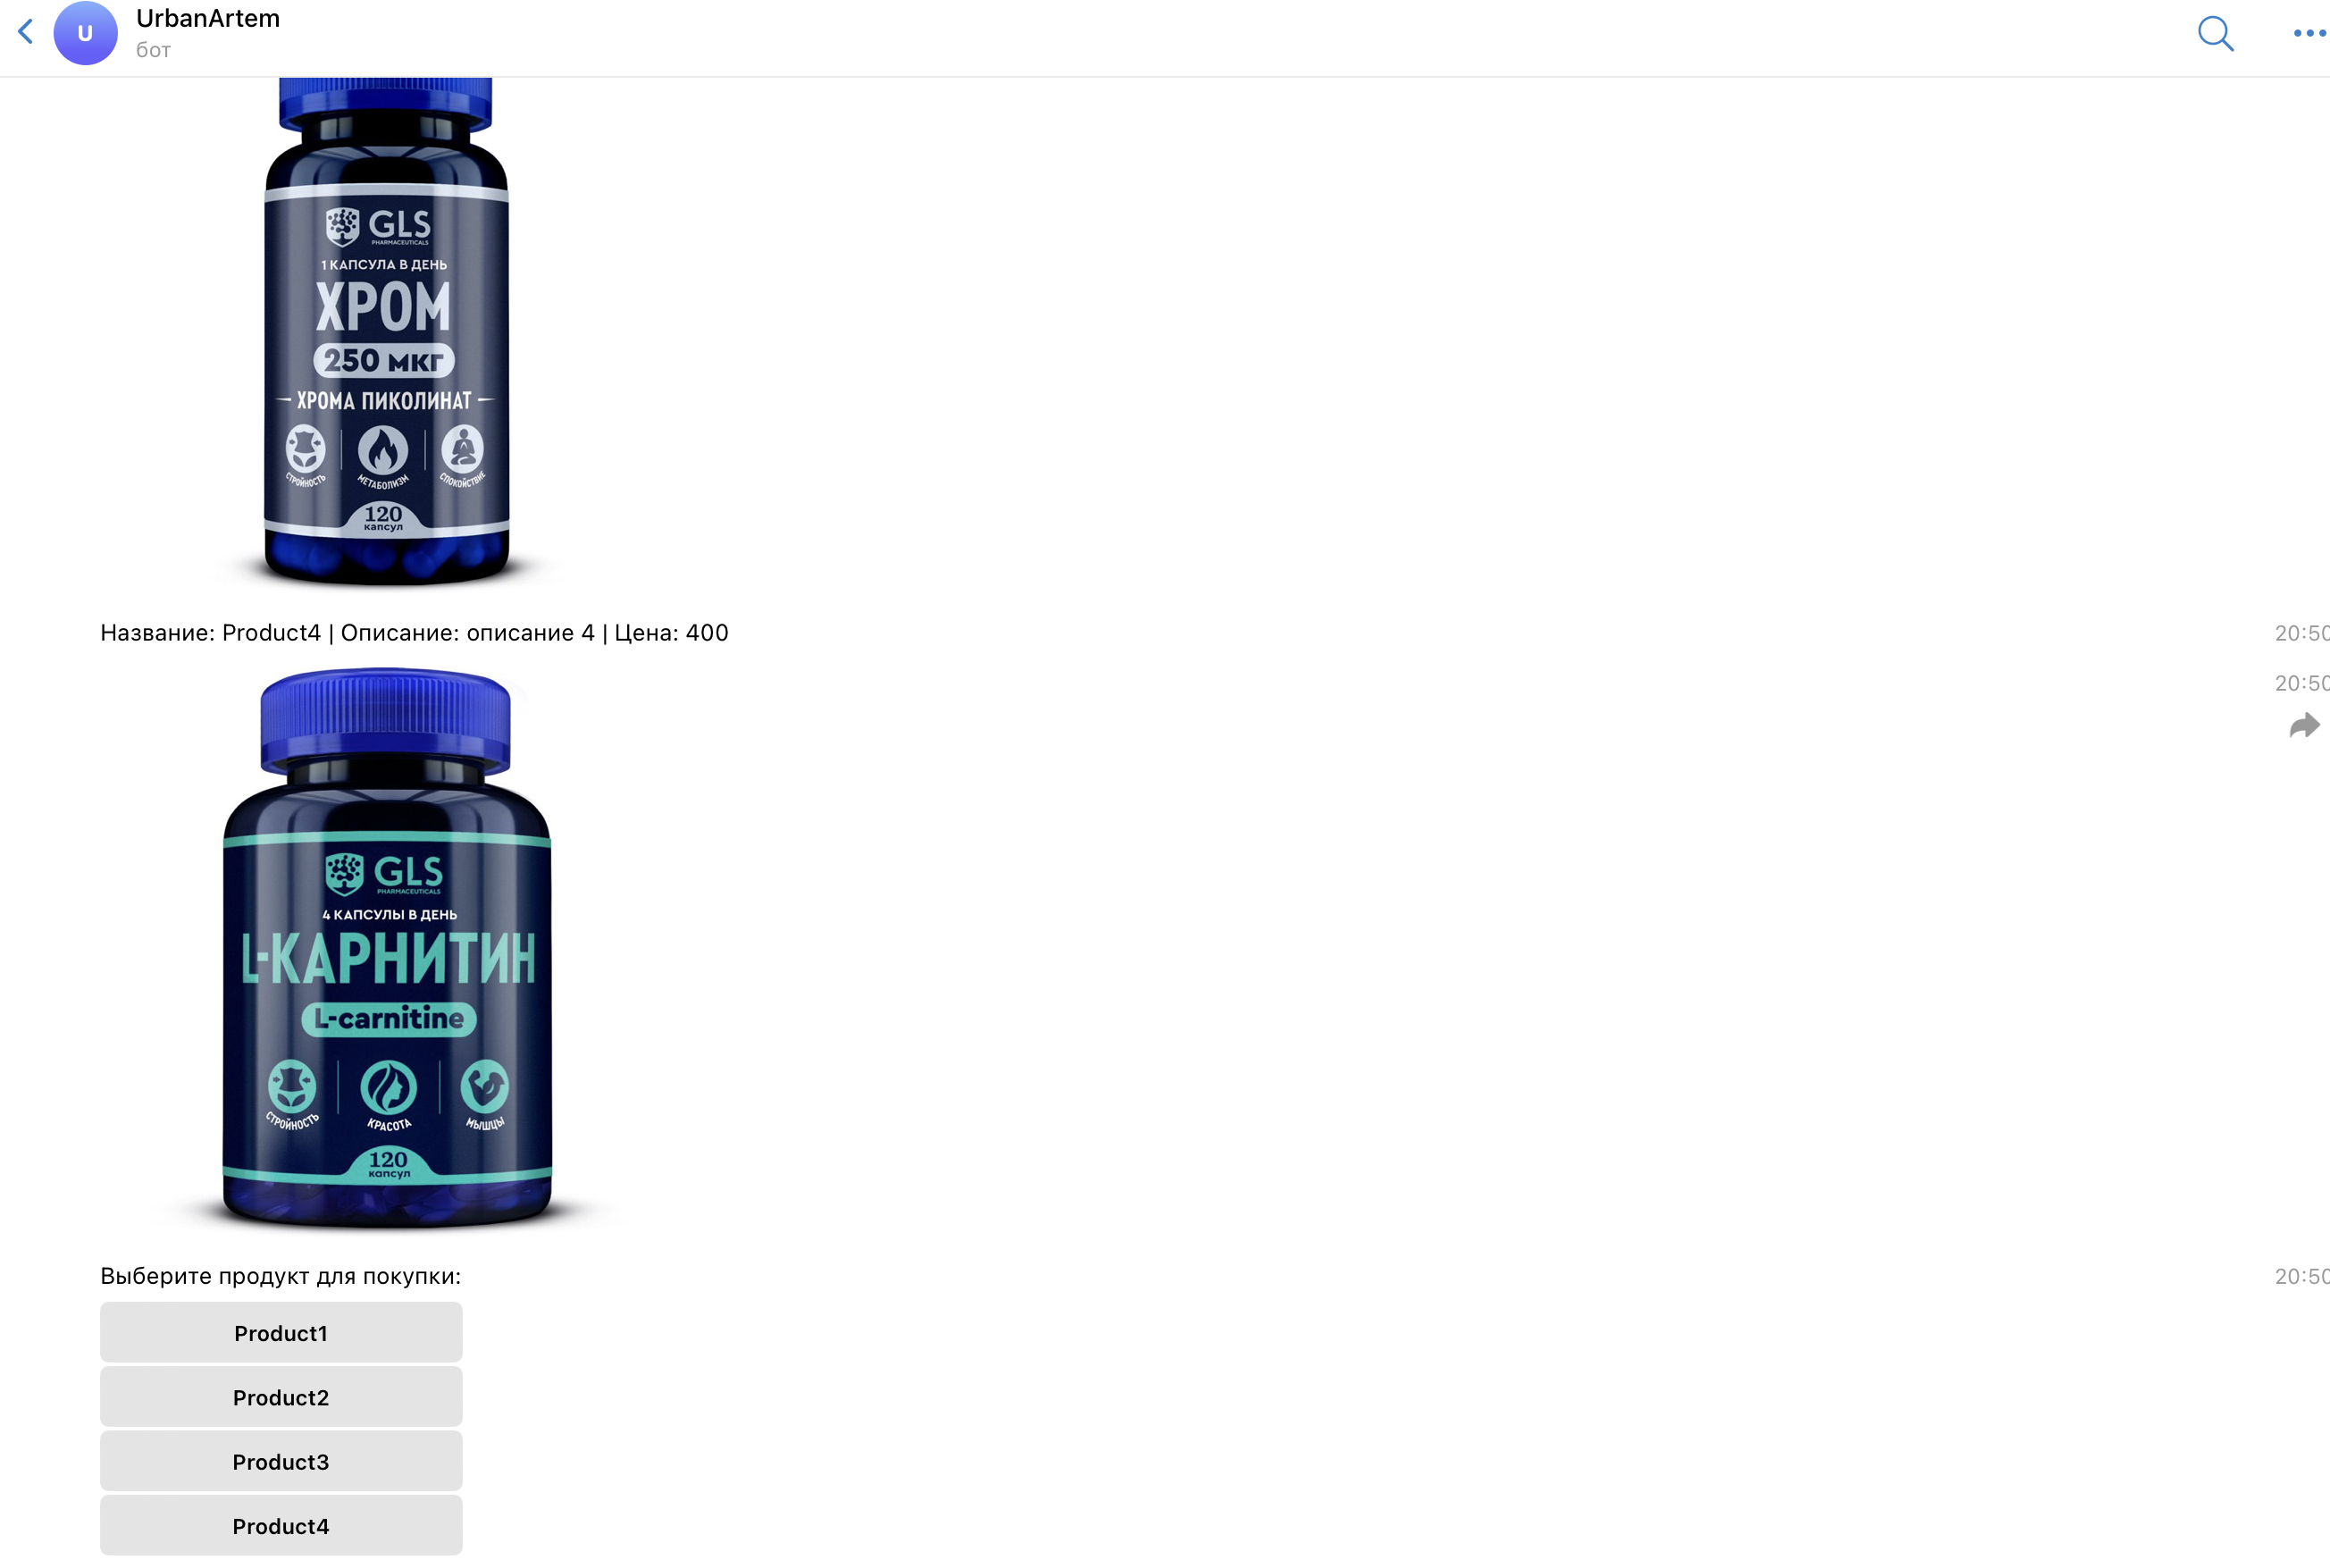 U
UrbanArtem
бот
GLS
PHARMACEUTICALS
1 КАПСУЛА В ДЕНЬ
ХРОМ
250 мкг
ХРОМА ПИКОЛИНАТ
СТРОЙНОСТЬ
МЕТАБОЛИЗМ
СПОКОЙСТВИЕ
120
капсул
Название: Product4 | Описание: описание 4 | Цена: 400
20:50
20:50
GLS
PHARMACEUTICALS
4 КАПСУЛЫ В ДЕНЬ
L-КАРНИТИН
L-carnitine
СТРОЙНОСТЬ
КРАСОТА
МЫШЦЫ
120
капсул
Выберите продукт для покупки:
20:50
Product1
Product2
Product3
Product4